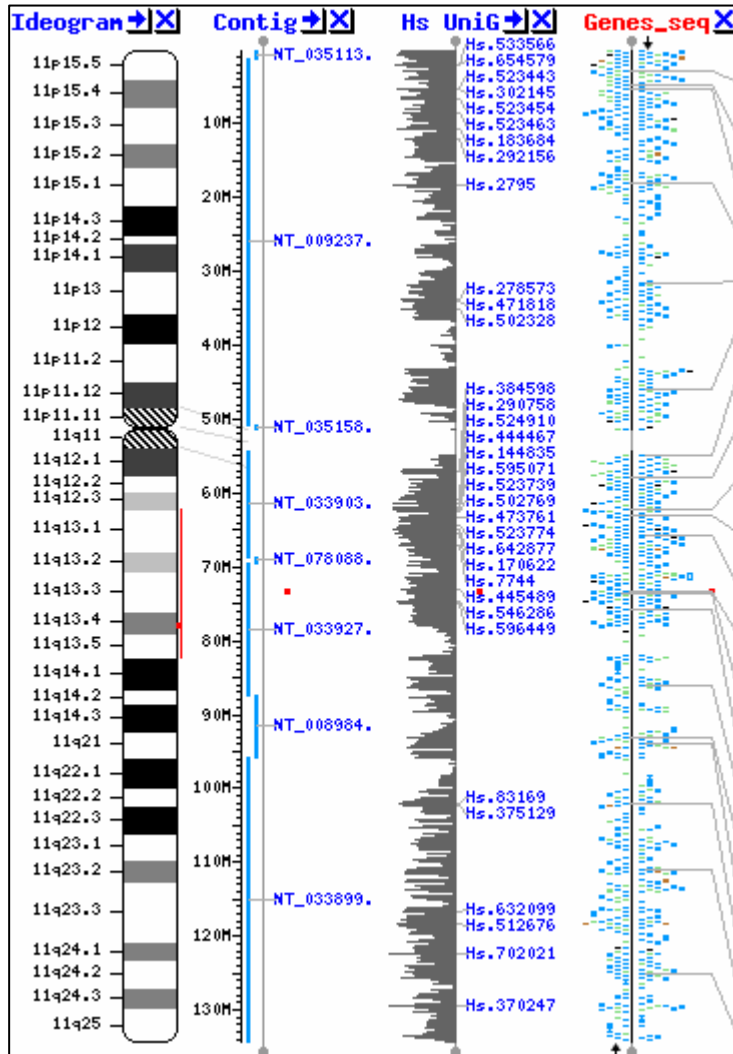 Ideogram Contig Hs UniG Genes_seq
11p15.5
11p15.4
11p15.3
11p15.2
11p15.1
11p14.3
11p14.2
11p14.1
11p13
11p12
11p11.2
11p11.12
11p11.11
11q11
11q12.1
11q12.2
11q12.3
11q13.1
11q13.2
11q13.3
11q13.4
11q13.5
11q14.1
11q14.2
11q14.3
11q21
11q22.1
11q22.2
11q22.3
11q23.1
11q23.2
11q23.3
11q24.1
11q24.2
11q24.3
11q25
10M
20M
30M
40M
50M
60M
70M
80M
90M
100M
110M
120M
130M
NT_035113.
NT_009237.
NT_035158.
NT_033903.
NT_078088.
NT_033927.
NT_008984.
NT_033899.
Hs.533566
Hs.654579
Hs.523443
Hs.302145
Hs.523454
Hs.523463
Hs.183684
Hs.292156
Hs.2795
Hs.278573
Hs.471818
Hs.502328
Hs.384598
Hs.290758
Hs.524910
Hs.444467
Hs.144835
Hs.595071
Hs.523739
Hs.502769
Hs.473761
Hs.523774
Hs.642877
Hs.170622
Hs.7744
Hs.445489
Hs.546286
Hs.596449
Hs.83169
Hs.375129
Hs.632099
Hs.512676
Hs.702021
Hs.370247